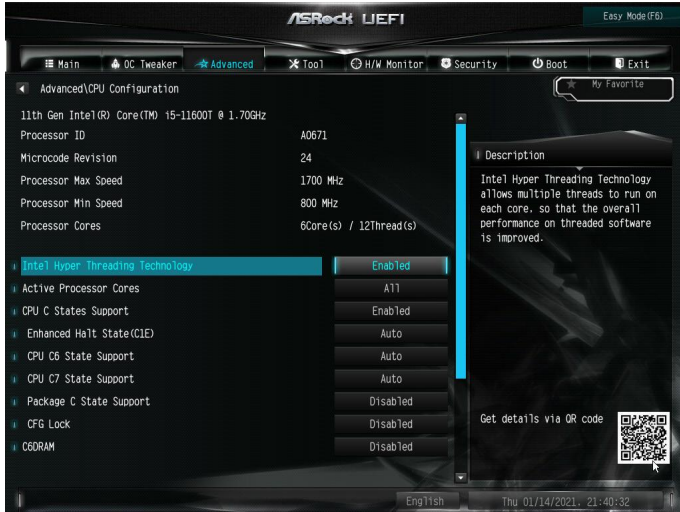 ASRock UEFI
Easy Mode(F6)
Main OC Tweaker Advanced Tool H/W Monitor Security Boot Exit
Advanced\CPU Configuration
My Favorite
11th Gen Intel(R) Core(TM) i5-11600T @ 1.70GHz
Processor ID A0671
Microcode Revision 24
Processor Max Speed 1700 MHz
Processor Min Speed 800 MHz
Processor Cores 6Core(s) / 12Thread(s)
Intel Hyper Threading Technology Enabled
Active Processor Cores All
CPU C States Support Enabled
Enhanced Halt State(C1E) Auto
CPU C6 State Support Auto
CPU C7 State Support Auto
Package C State Support Disabled
CFG Lock Disabled
C6DRAM Disabled
Description
Intel Hyper Threading Technology
allows multiple threads to run on
each core, so that the overall
performance on threaded software
is improved.
Get details via QR code
English
Thu 01/14/2021, 21:40:32